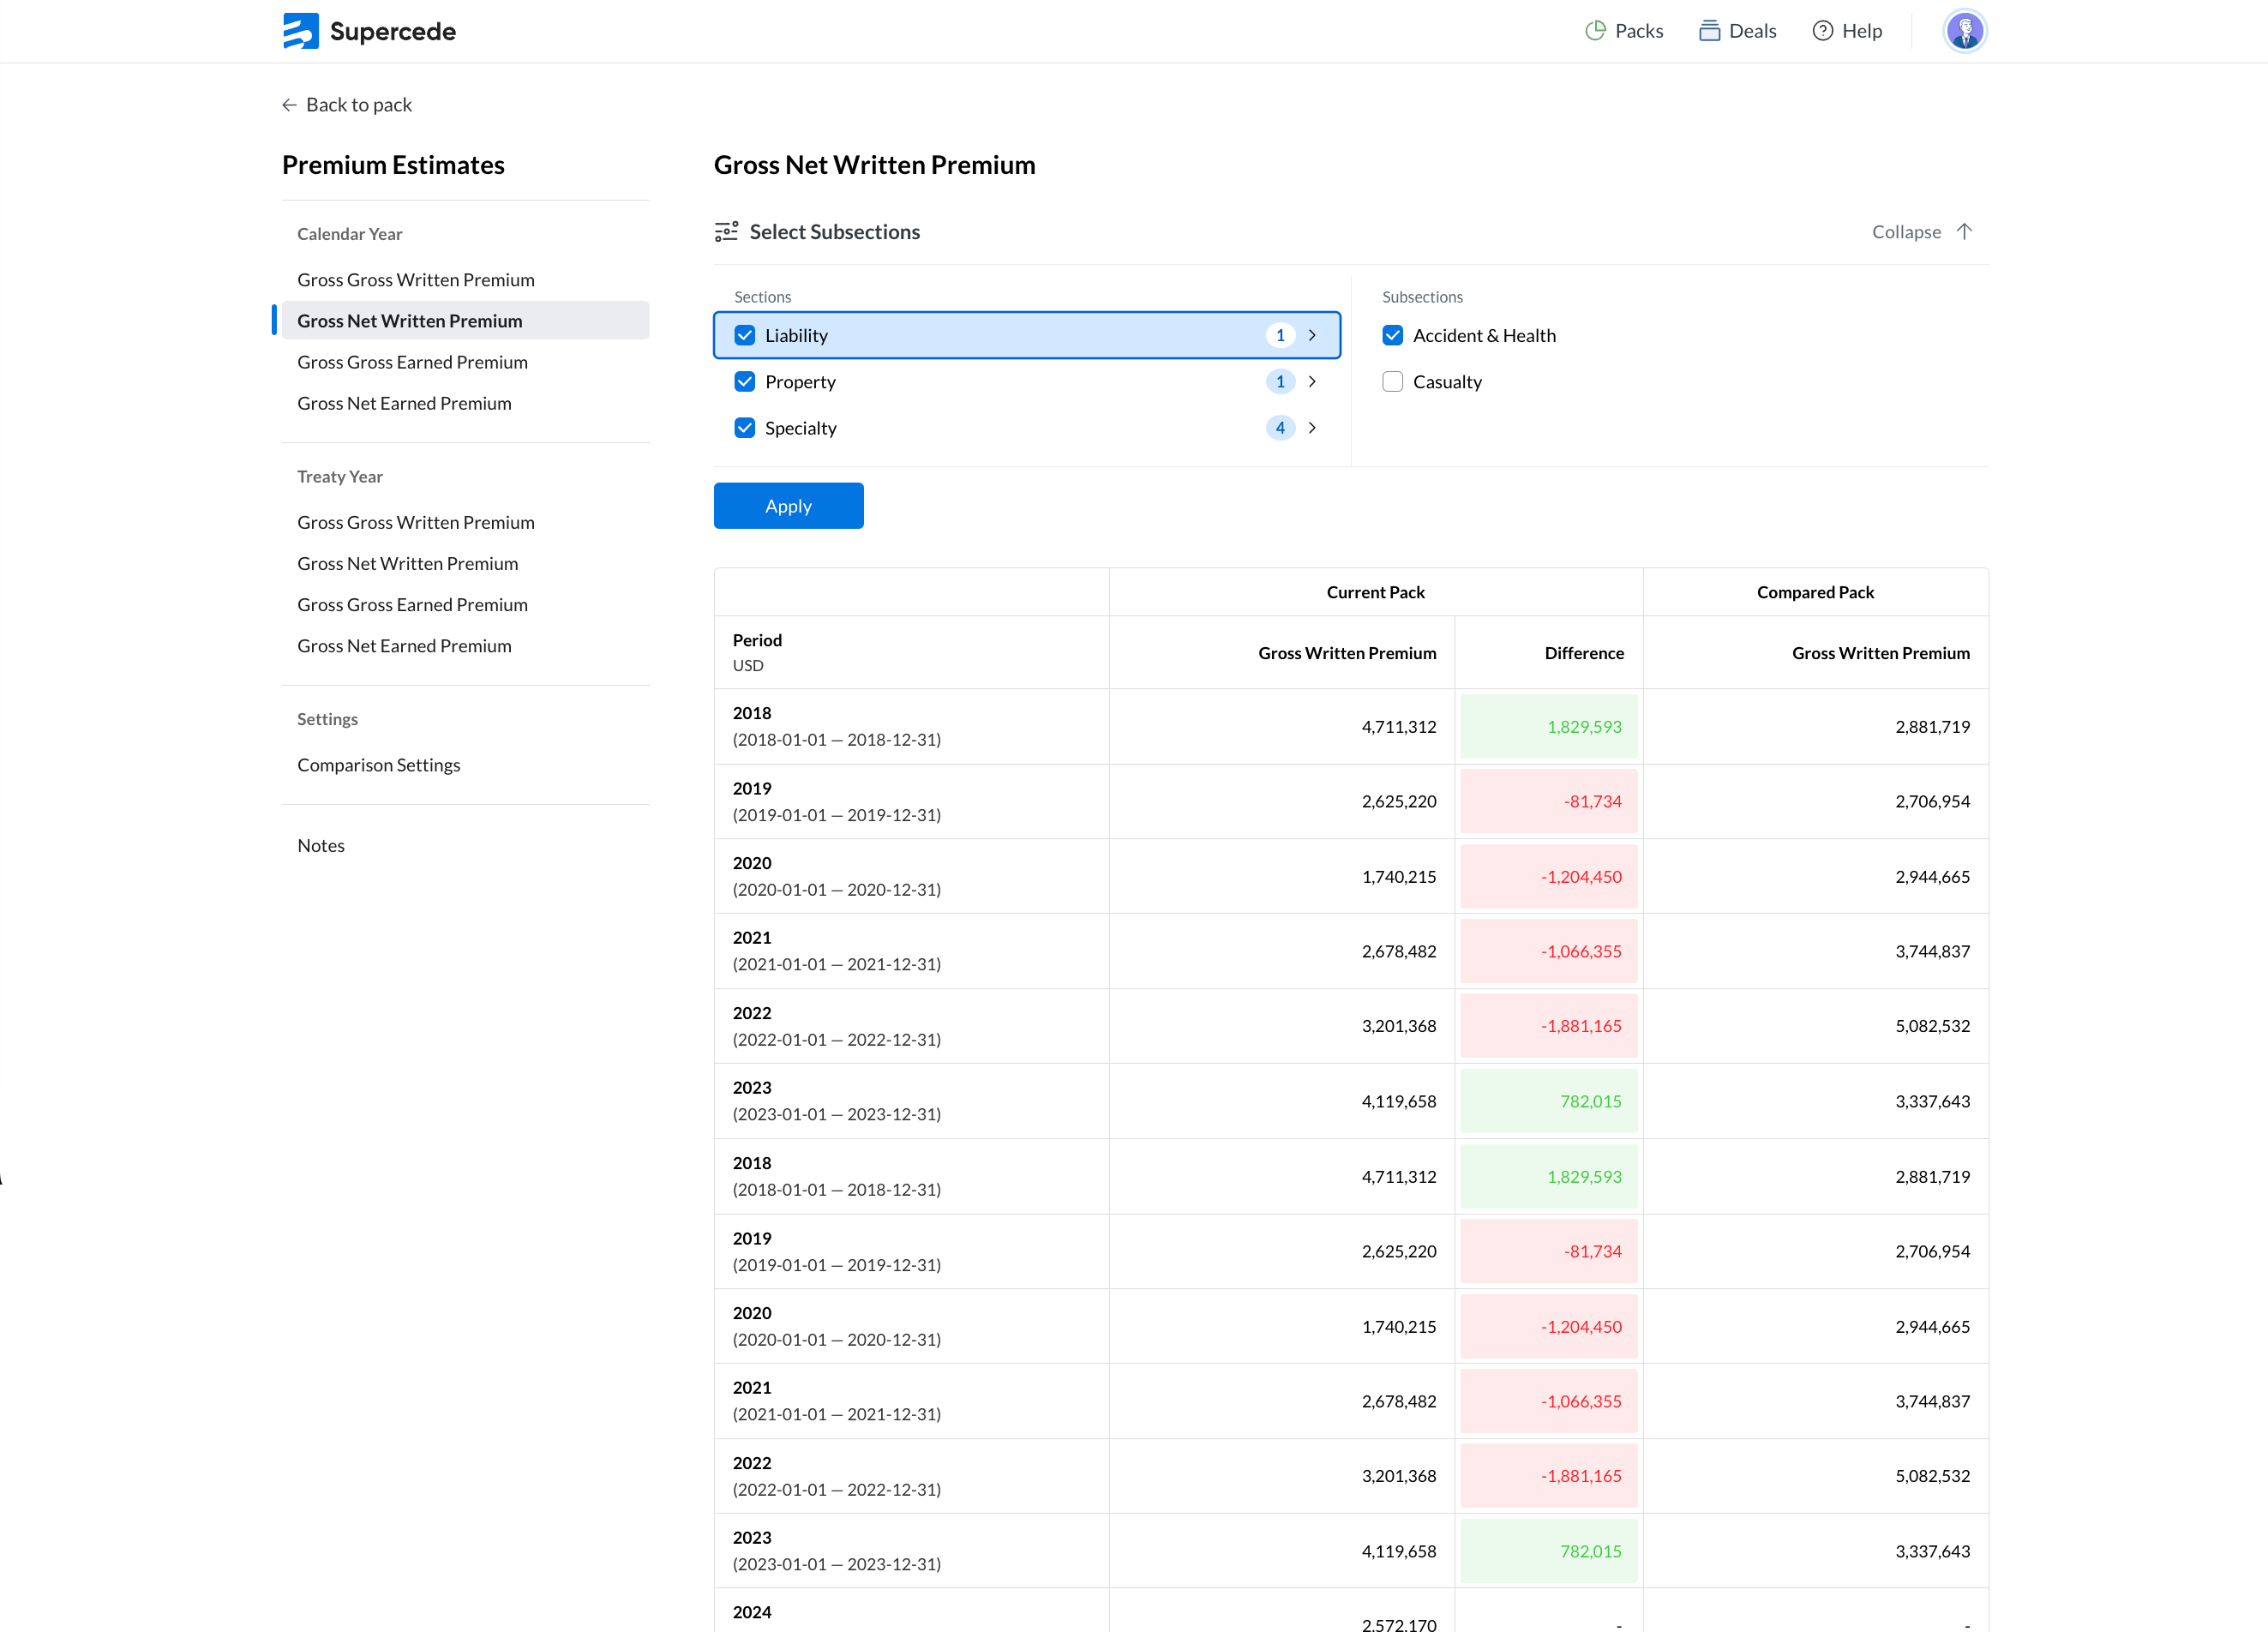 Supercede
Packs
Deals
Help
Back to pack
Premium Estimates
Calendar Year
Gross Gross Written Premium
Gross Net Written Premium
Gross Gross Earned Premium
Gross Net Earned Premium
Treaty Year
Gross Gross Written Premium
Gross Net Written Premium
Gross Gross Earned Premium
Gross Net Earned Premium
Settings
Comparison Settings
Notes
Gross Net Written Premium
Select Subsections
Collapse
Sections
Liability 1
Property 1
Specialty 4
Subsections
Accident & Health
Casualty
Apply
Current Pack Compared Pack
Period
USD
Gross Written Premium Difference Gross Written Premium
2018
(2018-01-01 — 2018-12-31)
4,711,312 1,829,593 2,881,719
2019
(2019-01-01 — 2019-12-31)
2,625,220 -81,734 2,706,954
2020
(2020-01-01 — 2020-12-31)
1,740,215 -1,204,450 2,944,665
2021
(2021-01-01 — 2021-12-31)
2,678,482 -1,066,355 3,744,837
2022
(2022-01-01 — 2022-12-31)
3,201,368 -1,881,165 5,082,532
2023
(2023-01-01 — 2023-12-31)
4,119,658 782,015 3,337,643
2018
(2018-01-01 — 2018-12-31)
4,711,312 1,829,593 2,881,719
2019
(2019-01-01 — 2019-12-31)
2,625,220 -81,734 2,706,954
2020
(2020-01-01 — 2020-12-31)
1,740,215 -1,204,450 2,944,665
2021
(2021-01-01 — 2021-12-31)
2,678,482 -1,066,355 3,744,837
2022
(2022-01-01 — 2022-12-31)
3,201,368 -1,881,165 5,082,532
2023
(2023-01-01 — 2023-12-31)
4,119,658 782,015 3,337,643
2024
2,572,170 - -